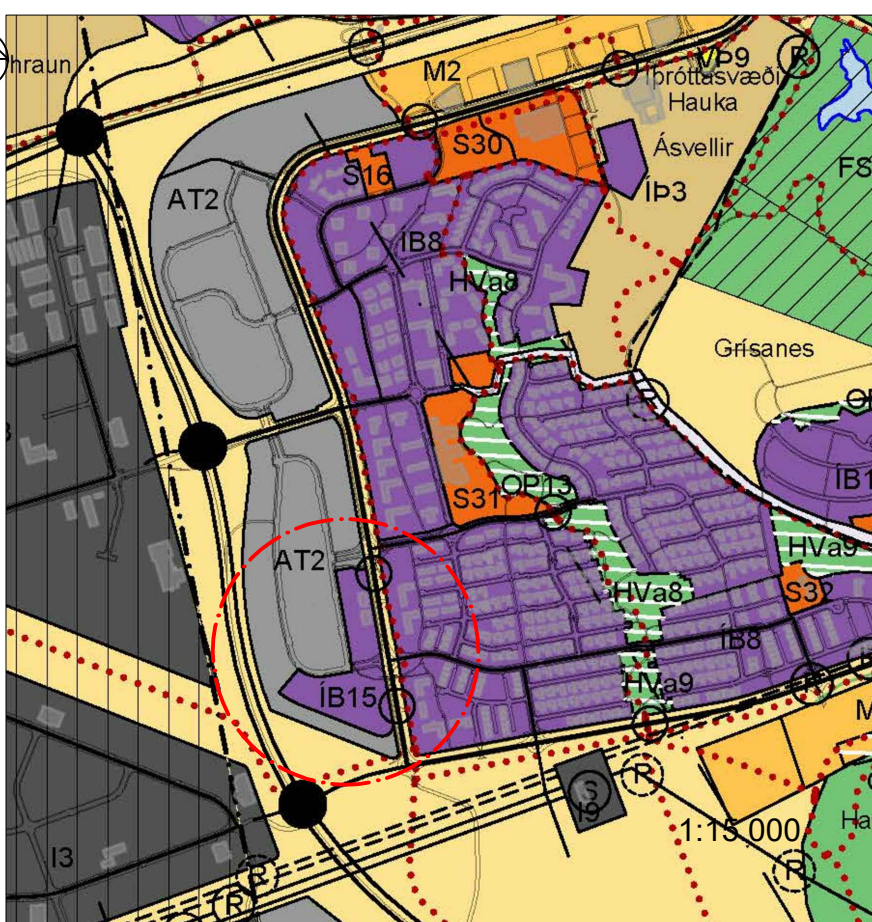 hraun
M2
VÞ9
Íþróttasvæði
Hauka
Ásvellir
S30
S16
AT2
ÍÞ3
FS
ÍB8
HVa8
Grísanes
OP13
S31
ÍB1
HVa9
AT2
HVa8
S32
ÍB8
HVa9
ÍB15
M
R
R
S
I9
1:15 000
Ha
I3
R
R
R